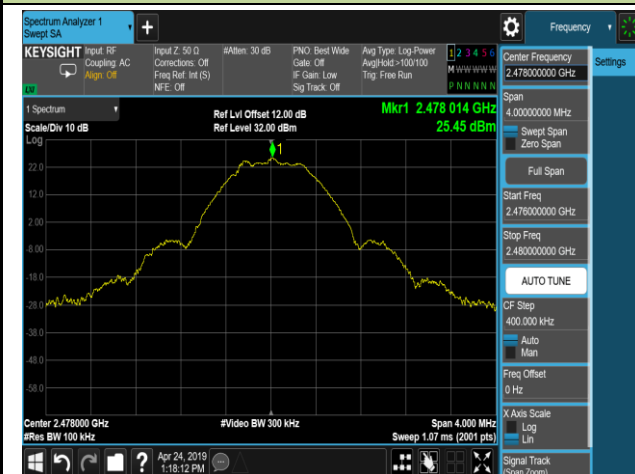 Spectrum Analyzer 1
Swept SA
+
Frequency
KEYSIGHT
Input: RF
Coupling: AC
Align: Off
Input Z: 50 Ω
Corrections: Off
Freq Ref: Int (S)
NFE: Off
#Atten: 30 dB
PNO: Best Wide
Gate: Off
IF Gain: Low
Sig Track: Off
Avg Type: Log-Power
Avg|Hold:>100/100
Trig: Free Run
1 2 3 4 5 6
M W W W W W
P N N N N N
LXI
1 Spectrum
Scale/Div 10 dB
Log
Ref Lvl Offset 12.00 dB
Ref Level 32.00 dBm
Mkr1 2.478 014 GHz
25.45 dBm
1
22.0
12.0
2.00
-8.00
-18.0
-28.0
-38.0
-48.0
-58.0
Center 2.478000 GHz
#Res BW 100 kHz
#Video BW 300 kHz
Span 4.000 MHz
Sweep 1.07 ms (2001 pts)
Apr 24, 2019
1:18:12 PM
?
Center Frequency
2.478000000 GHz
Settings
Span
4.00000000 MHz
Swept Span
Zero Span
Full Span
Start Freq
2.476000000 GHz
Stop Freq
2.480000000 GHz
AUTO TUNE
CF Step
400.000 kHz
Auto
Man
Freq Offset
0 Hz
X Axis Scale
Log
Lin
Signal Track
(Span Zoom)